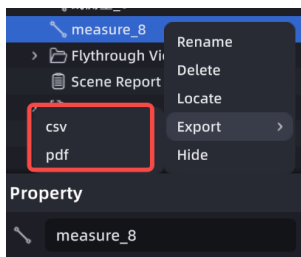 measure_8
Rename
Flythrough Vi
Delete
Scene Report
Locate
csv
Export
pdf
Hide
Property
measure_8